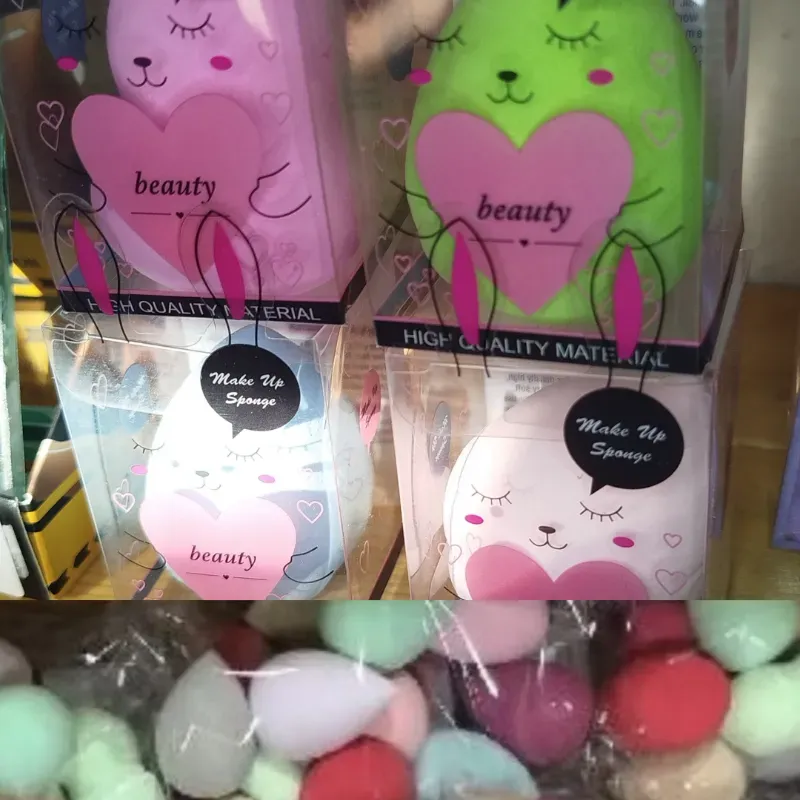 beauty
beauty
HIGH QUALITY MATERIAL
HIGH QUALITY MATERIAL
Make Up
Sponge
Make Up
Sponge
beauty